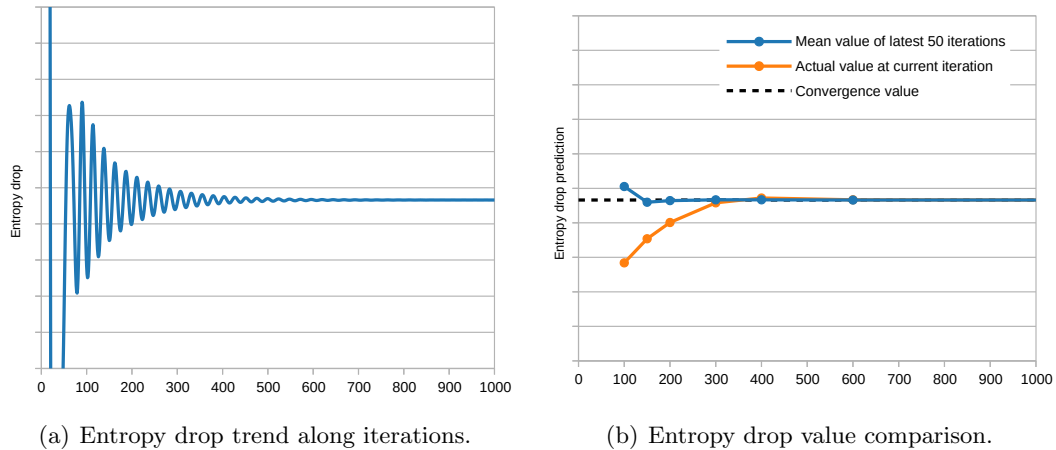 Entropy drop
0 100 200 300 400 500 600 700 800 900 1000
(a) Entropy drop trend along iterations.
Mean value of latest 50 iterations
Actual value at current iteration
Convergence value
Entropy drop prediction
0 100 200 300 400 500 600 700 800 900 1000
(b) Entropy drop value comparison.